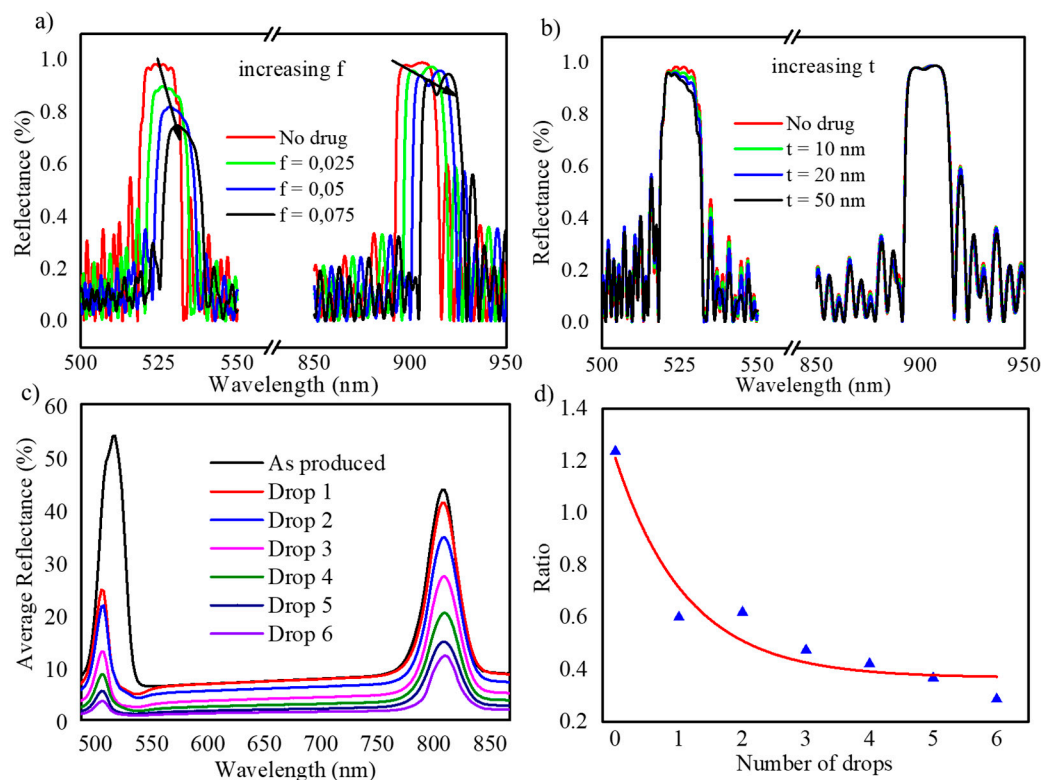 a)
Reflectance (%)
1.0
0.8
0.6
0.4
0.2
0.0
increasing f
No drug
f = 0,025
f = 0,05
f = 0,075
500
525
550
850
900
950
Wavelength (nm)
b)
Reflectance (%)
1.0
0.8
0.6
0.4
0.2
0.0
increasing t
No drug
t = 10 nm
t = 20 nm
t = 50 nm
500
525
550
850
900
950
Wavelength (nm)
c)
Average Reflectance (%)
60
50
40
30
20
10
0
As produced
Drop 1
Drop 2
Drop 3
Drop 4
Drop 5
Drop 6
500
550
600
650
700
750
800
850
Wavelength (nm)
d)
Ratio
1.4
1.2
1.0
0.8
0.6
0.4
0.2
0
1
2
3
4
5
6
Number of drops